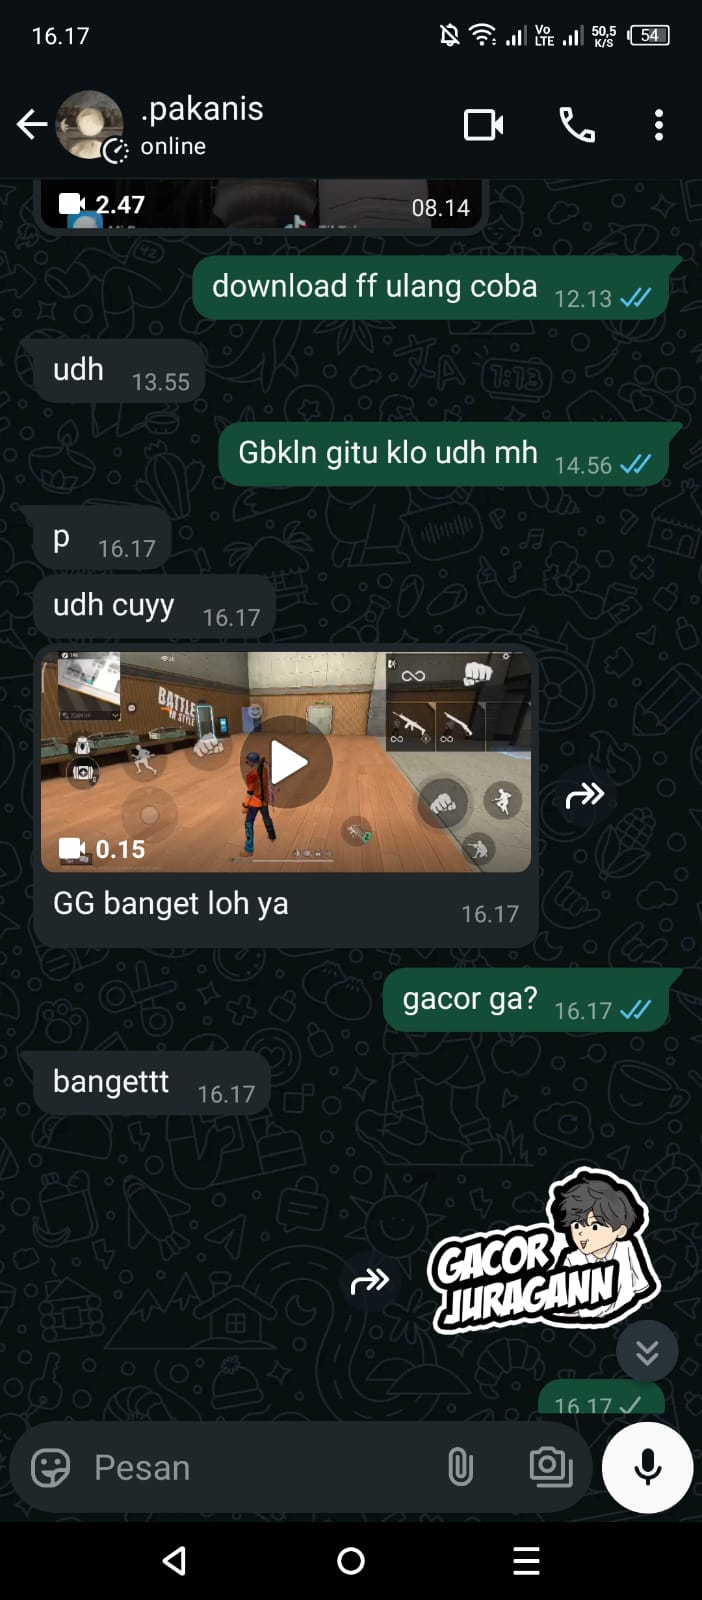 16.17
Vo
LTE
50,5
K/S
54
.pakanis
online
2.47
08.14
download ff ulang coba
12.13
udh
13.55
Gbkln gitu klo udh mh
14.56
p
16.17
udh cuyy
16.17
BATTLE
IN STYLE
0.15
GG banget loh ya
16.17
gacor ga?
16.17
bangettt
16.17
GACOR
JURAGANN
16.17
Pesan